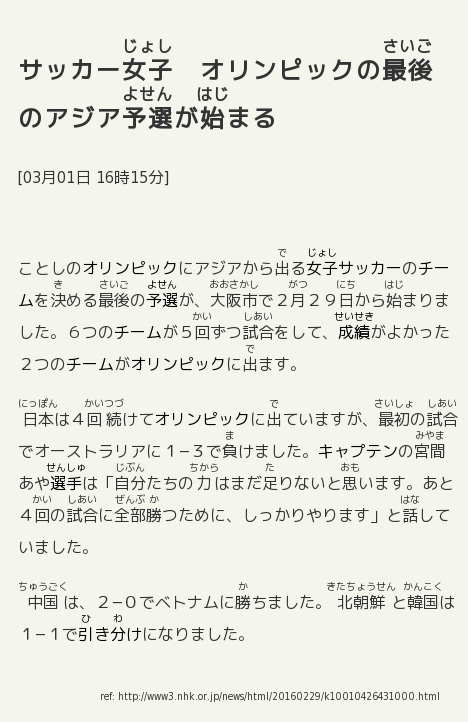 サッカー女子　オリンピックの最後
のアジア予選が始まる
[03月01日 16時15分]
ことしのオリンピックにアジアから出る女子サッカーのチー
ムを決める最後の予選が、大阪市で２月２９日から始まりま
した。６つのチームが５回ずつ試合をして、成績がよかった
２つのチームがオリンピックに出ます。
日本は４回続けてオリンピックに出ていますが、最初の試合
でオーストラリアに１−３で負けました。キャプテンの宮間
あや選手は「自分たちの力はまだ足りないと思います。あと
４回の試合に全部勝つために、しっかりやります」と話して
いました。
中国は、２−０でベトナムに勝ちました。北朝鮮と韓国は
１−１で引き分けになりました。
ref: http://www3.nhk.or.jp/news/html/20160229/k10010426431000.html